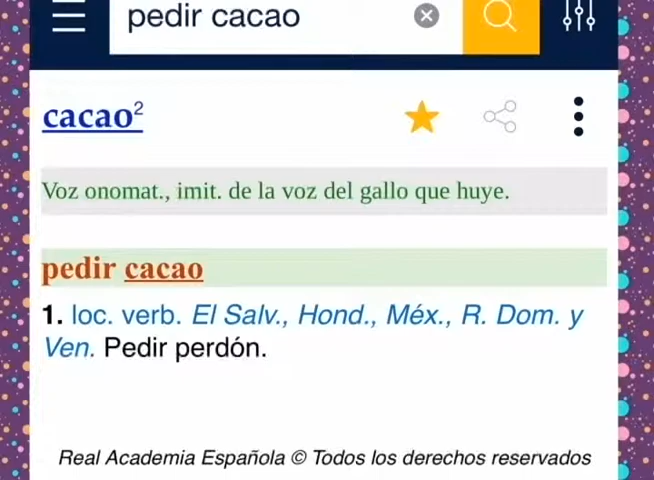 pedir cacao
cacao²
Voz onomat., imit. de la voz del gallo que huye.
pedir cacao
1. loc. verb. El Salv., Hond., Méx., R. Dom. y
Ven. Pedir perdón.
Real Academia Española © Todos los derechos reservados